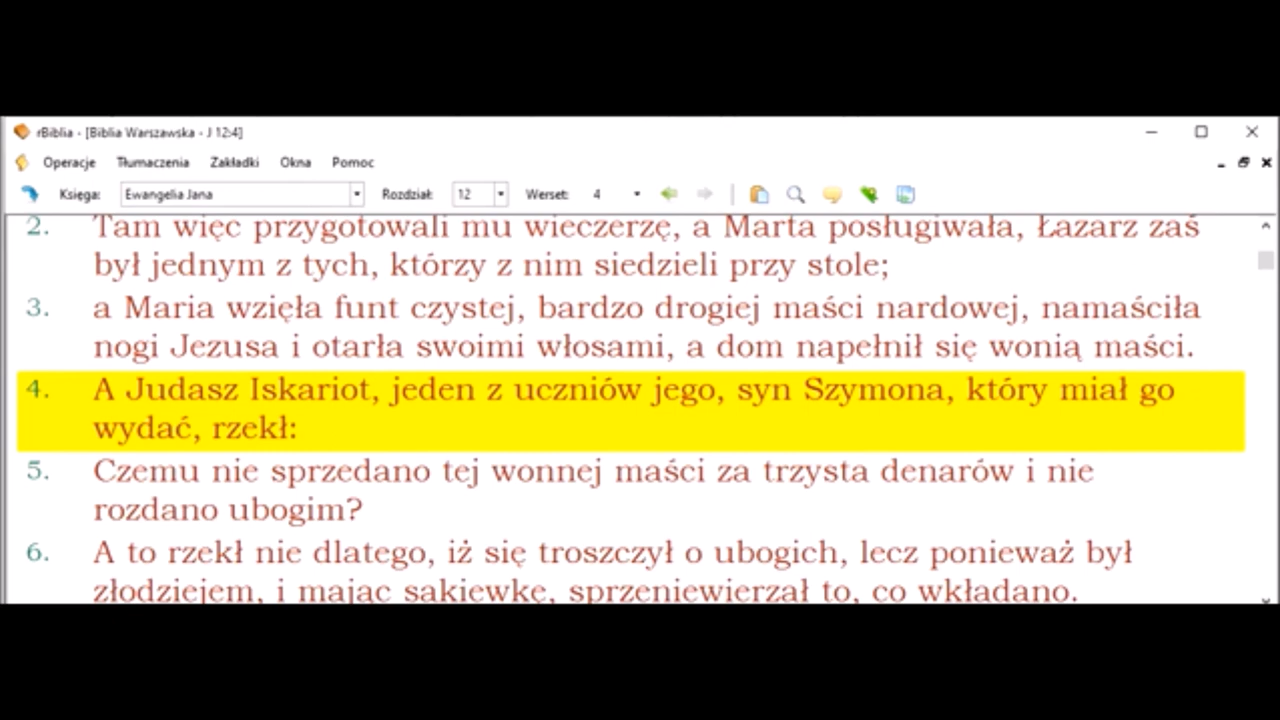 rBiblia - [Biblia Warszawska - J 12:4]
Operacje Tłumaczenia Zakładki Okna Pomoc
Księga: Ewangelia Jana Rozdział: 12 Werset: 4
2. Tam więc przygotowali mu wieczerzę, a Marta posługiwała, Łazarz zaś
był jednym z tych, którzy z nim siedzieli przy stole;
3. a Maria wzięła funt czystej, bardzo drogiej maści nardowej, namaściła
nogi Jezusa i otarła swoimi włosami, a dom napełnił się wonią maści.
4. A Judasz Iskariot, jeden z uczniów jego, syn Szymona, który miał go
wydać, rzekł:
5. Czemu nie sprzedano tej wonnej maści za trzysta denarów i nie
rozdano ubogim?
6. A to rzekł nie dlatego, iż się troszczył o ubogich, lecz ponieważ był
złodziejem, i mając sakiewkę, sprzeniewierzał to, co wkładano.